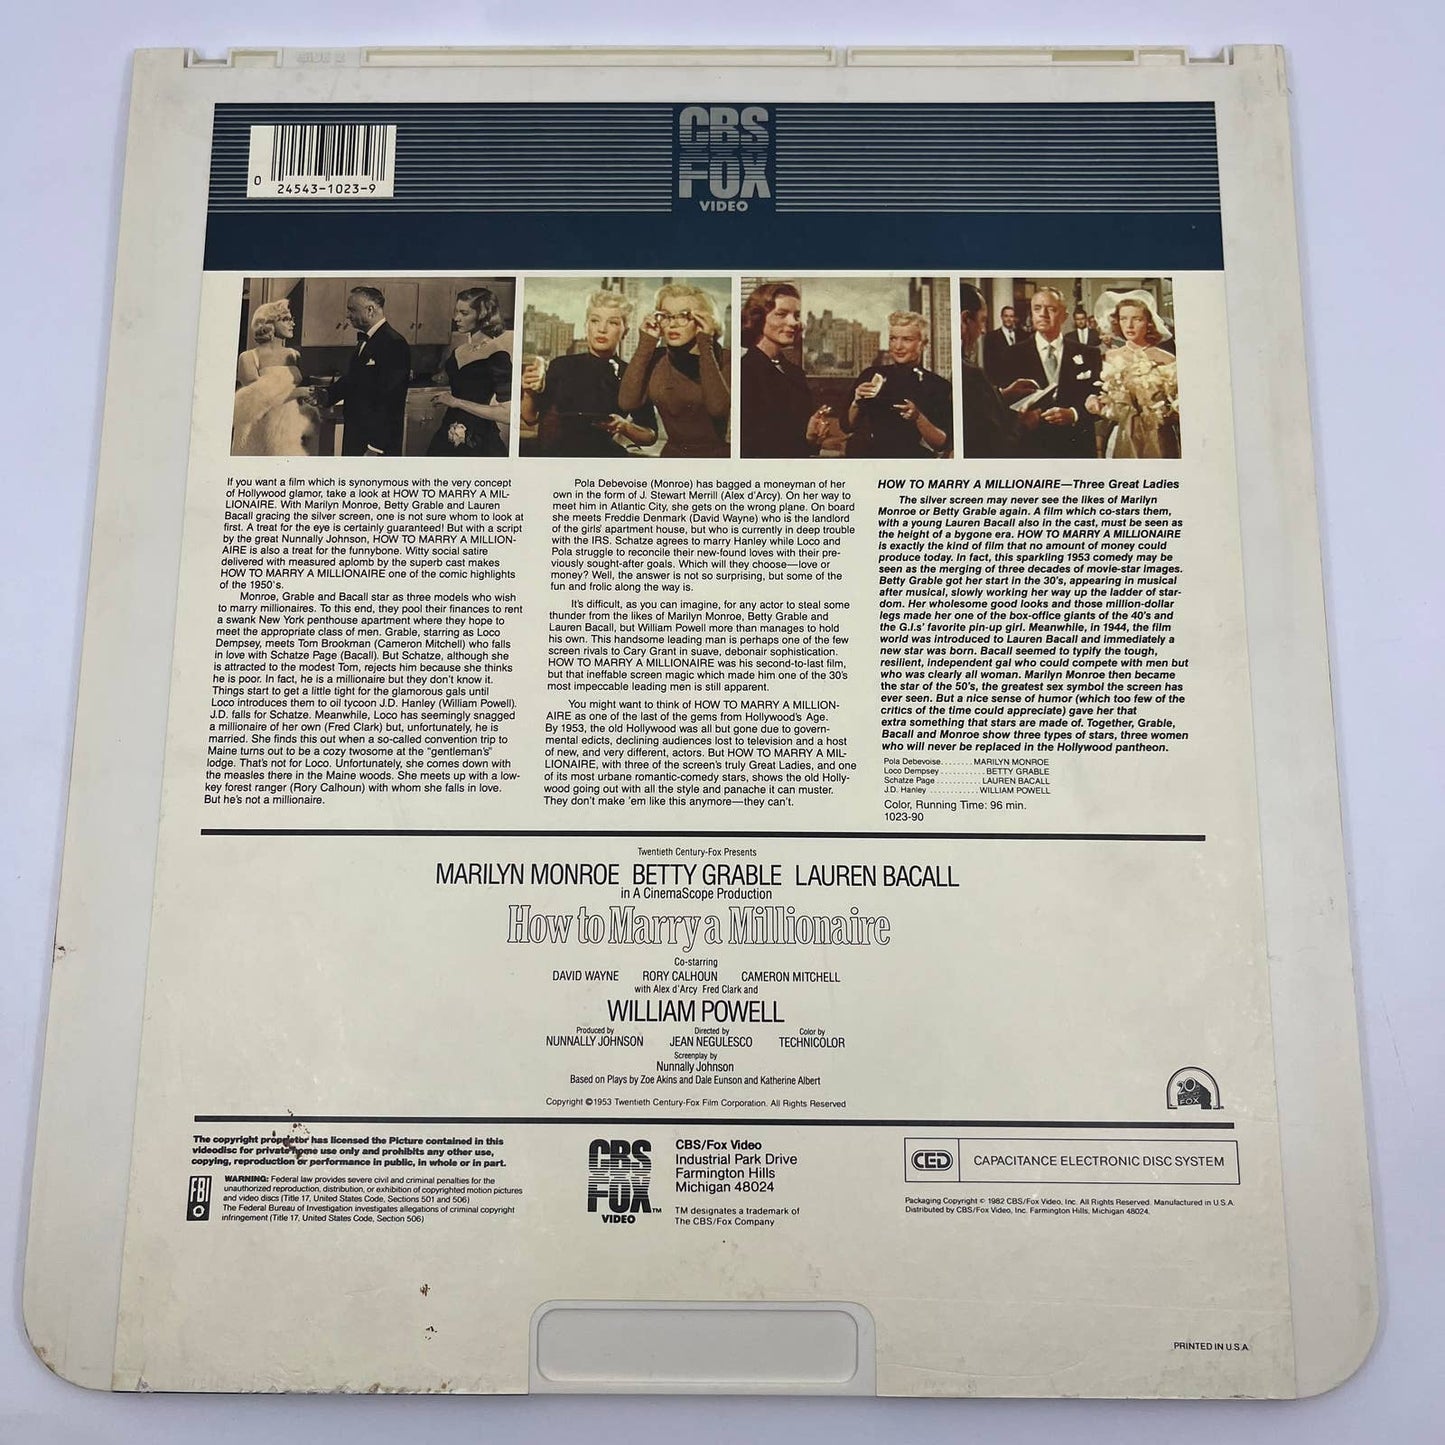 SIDE 2
CBS
FOX
VIDEO
0 24543-1023-9
If you want a film which is synonymous with the very concept
of Hollywood glamor, take a look at HOW TO MARRY A MIL-
LIONAIRE. With Marilyn Monroe, Betty Grable and Lauren
Bacall gracing the silver screen, one is not sure whom to look at
first. A treat for the eye is certainly guaranteed! But with a script
by the great Nunnally Johnson, HOW TO MARRY A MILLION-
AIRE is also a treat for the funnybone. Witty social satire
delivered with measured aplomb by the superb cast makes
HOW TO MARRY A MILLIONAIRE one of the comic highlights
of the 1950's.
Monroe, Grable and Bacall star as three models who wish
to marry millionaires. To this end, they pool their finances to rent
a swank New York penthouse apartment where they hope to
meet the appropriate class of men. Grable, starring as Loco
Dempsey, meets Tom Brookman (Cameron Mitchell) who falls
in love with Schatze Page (Bacall). But Schatze, although she
is attracted to the modest Tom, rejects him because she thinks
he is poor. In fact, he is a millionaire but they don't know it.
Things start to get a little tight for the glamorous gals until
Loco introduces them to oil tycoon J.D. Hanley (William Powell).
J.D. falls for Schatze. Meanwhile, Loco has seemingly snagged
a millionaire of her own (Fred Clark) but, unfortunately, he is
married. She finds this out when a so-called convention trip to
Maine turns out to be a cozy twosome at the "gentleman's"
lodge. That's not for Loco. Unfortunately, she comes down with
the measles there in the Maine woods. She meets up with a low-
key forest ranger (Rory Calhoun) with whom she falls in love.
But he's not a millionaire.
Pola Debevoise (Monroe) has bagged a moneyman of her
own in the form of J. Stewart Merrill (Alex d'Arcy). On her way to
meet him in Atlantic City, she gets on the wrong plane. On board
she meets Freddie Denmark (David Wayne) who is the landlord
of the girls' apartment house, but who is currently in deep trouble
with the IRS. Schatze agrees to marry Hanley while Loco and
Pola struggle to reconcile their new-found loves with their pre-
viously sought-after goals. Which will they choose—love or
money? Well, the answer is not so surprising, but some of the
fun and frolic along the way is.
It's difficult, as you can imagine, for any actor to steal some
thunder from the likes of Marilyn Monroe, Betty Grable and
Lauren Bacall, but William Powell more than manages to hold
his own. This handsome leading man is perhaps one of the few
screen rivals to Cary Grant in suave, debonair sophistication.
HOW TO MARRY A MILLIONAIRE was his second-to-last film,
but that ineffable screen magic which made him one of the 30's
most impeccable leading men is still apparent.
You might want to think of HOW TO MARRY A MILLION-
AIRE as one of the last of the gems from Hollywood's Age.
By 1953, the old Hollywood was all but gone due to govern-
mental edicts, declining audiences lost to television and a host
of new, and very different, actors. But HOW TO MARRY A MIL-
LIONAIRE, with three of the screen's truly Great Ladies, and one
of its most urbane romantic-comedy stars, shows the old Holly-
wood going out with all the style and panache it can muster.
They don't make 'em like this anymore—they can't.
HOW TO MARRY A MILLIONAIRE—Three Great Ladies
The silver screen may never see the likes of Marilyn
Monroe or Betty Grable again. A film which co-stars them,
with a young Lauren Bacall also in the cast, must be seen as
the height of a bygone era. HOW TO MARRY A MILLIONAIRE
is exactly the kind of film that no amount of money could
produce today. In fact, this sparkling 1953 comedy may be
seen as the merging of three decades of movie-star images.
Betty Grable got her start in the 30's, appearing in musical
after musical, slowly working her way up the ladder of star-
dom. Her wholesome good looks and those million-dollar
legs made her one of the box-office giants of the 40's and
the G.I.s' favorite pin-up girl. Meanwhile, in 1944, the film
world was introduced to Lauren Bacall and immediately a
new star was born. Bacall seemed to typify the tough,
resilient, independent gal who could compete with men but
who was clearly all woman. Marilyn Monroe then became
the star of the 50's, the greatest sex symbol the screen has
ever seen. But a nice sense of humor (which too few of the
critics of the time could appreciate) gave her that
extra something that stars are made of. Together, Grable,
Bacall and Monroe show three types of stars, three women
who will never be replaced in the Hollywood pantheon.
Pola Debevoise........MARILYN MONROE
Loco Dempsey...........BETTY GRABLE
Schatze Page...........LAUREN BACALL
J.D. Hanley............WILLIAM POWELL
Color, Running Time: 96 min.
1023-90
Twentieth Century-Fox Presents
MARILYN MONROE BETTY GRABLE LAUREN BACALL
in A CinemaScope Production
How to Marry a Millionaire
Co-starring
DAVID WAYNE RORY CALHOUN CAMERON MITCHELL
with Alex d'Arcy Fred Clark and
WILLIAM POWELL
Produced by Directed by Color by
NUNNALLY JOHNSON JEAN NEGULESCO TECHNICOLOR
Screenplay by
Nunnally Johnson
Based on Plays by Zoe Akins and Dale Eunson and Katherine Albert
Copyright ©1953 Twentieth Century-Fox Film Corporation. All Rights Reserved
20
FOX
The copyright proprietor has licensed the Picture contained in this
videodisc for private home use only and prohibits any other use,
copying, reproduction or performance in public, in whole or in part.
FBI
WARNING: Federal law provides severe civil and criminal penalties for the
unauthorized reproduction, distribution, or exhibition of copyrighted motion pictures
and video discs (Title 17, United States Code, Sections 501 and 506)
The Federal Bureau of Investigation investigates allegations of criminal copyright
infringement (Title 17, United States Code, Section 506)
CBS
FOX
VIDEO
TM
CBS/Fox Video
Industrial Park Drive
Farmington Hills
Michigan 48024
TM designates a trademark of
The CBS/Fox Company
CED CAPACITANCE ELECTRONIC DISC SYSTEM
Packaging Copyright © 1982 CBS/Fox Video, Inc. All Rights Reserved. Manufactured in U.S.A.
Distributed by CBS/Fox Video, Inc. Farmington Hills, Michigan 48024.
PRINTED IN U.S.A.